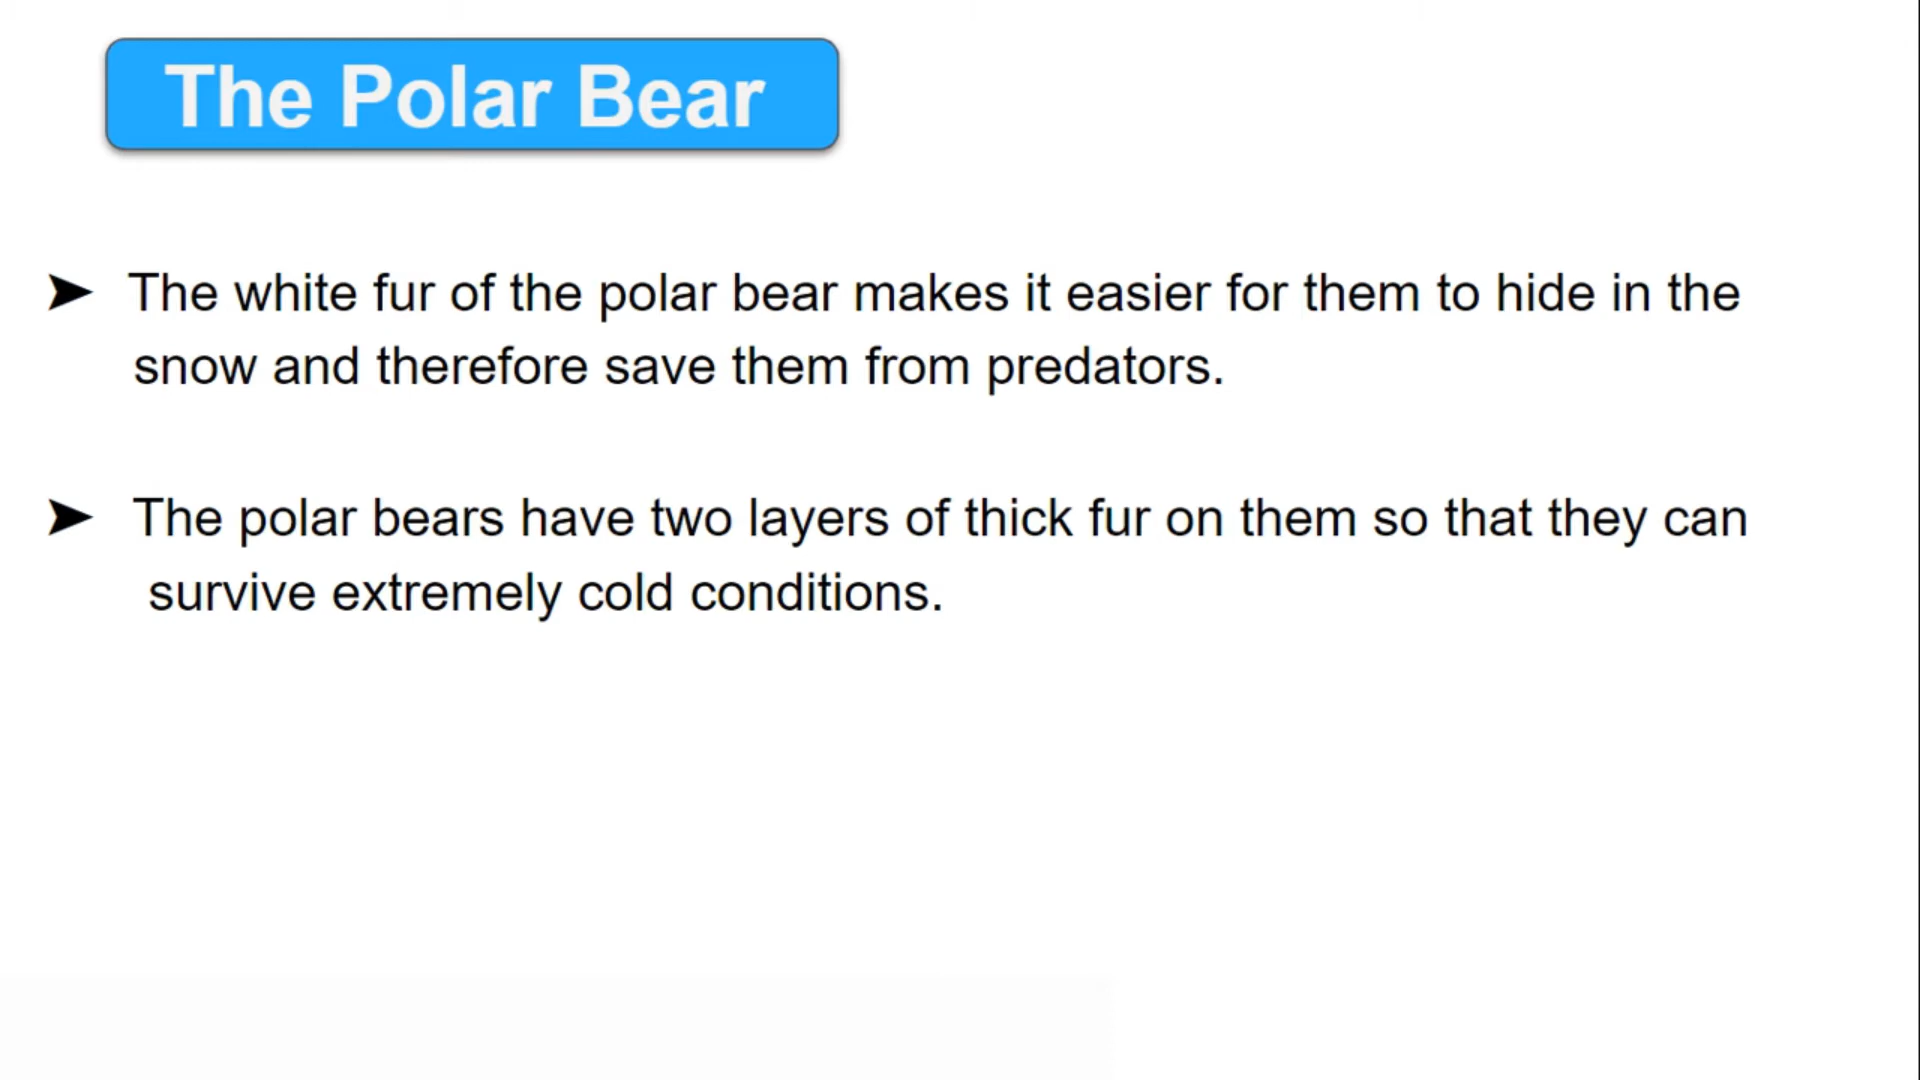 The Polar Bear
➤ The white fur of the polar bear makes it easier for them to hide in the
snow and therefore save them from predators.
➤ The polar bears have two layers of thick fur on them so that they can
survive extremely cold conditions.